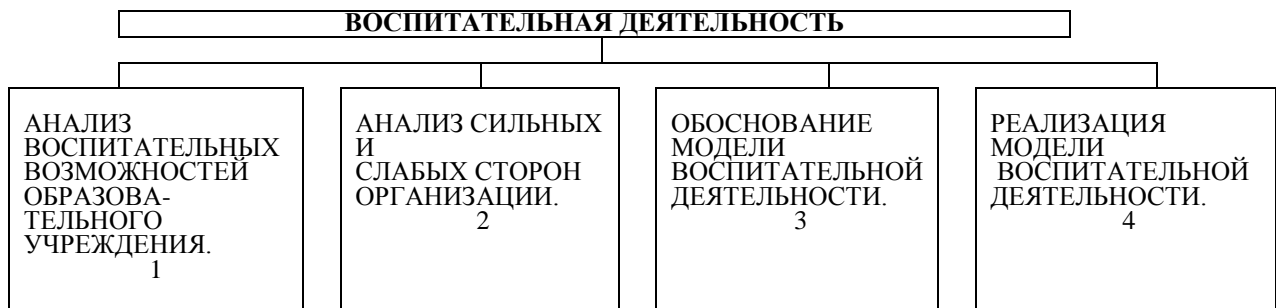 ВОСПИТАТЕЛЬНАЯ ДЕЯТЕЛЬНОСТЬ
АНАЛИЗ
ВОСПИТАТЕЛЬНЫХ
ВОЗМОЖНОСТЕЙ
ОБРАЗОВА-
ТЕЛЬНОГО
УЧРЕЖДЕНИЯ.
1
АНАЛИЗ СИЛЬНЫХ
И
СЛАБЫХ СТОРОН
ОРГАНИЗАЦИИ.
2
ОБОСНОВАНИЕ
МОДЕЛИ
ВОСПИТАТЕЛЬНОЙ
ДЕЯТЕЛЬНОСТИ.
3
РЕАЛИЗАЦИЯ
МОДЕЛИ
ВОСПИТАТЕЛЬНОЙ
ДЕЯТЕЛЬНОСТИ.
4